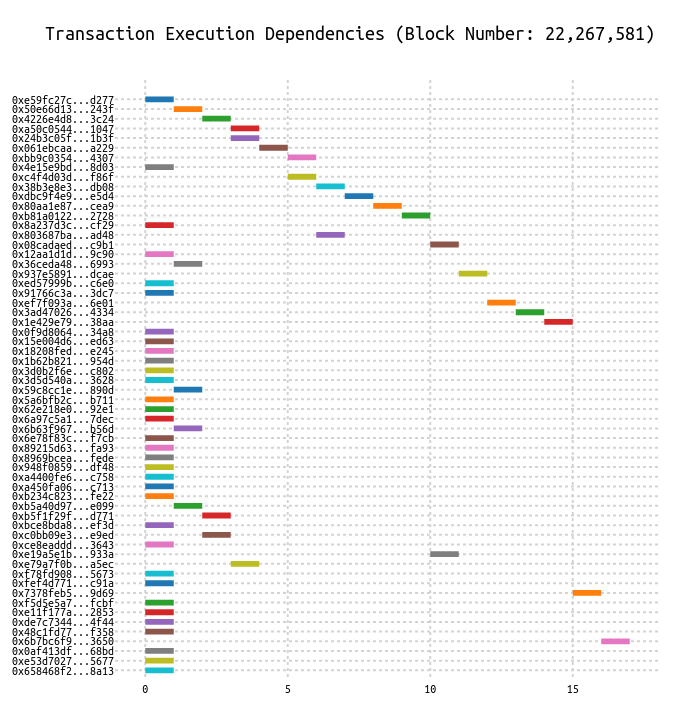 Transaction Execution Dependencies (Block Number: 22,267,581)
0xe59fc27c...d277
0x50e66d13...243f
0x4226e4d8...3c24
0xa50c0544...1047
0x24b3c05f...1b3f
0x061ebcaa...a229
0xbb9c0354...4307
0x4e15e9bd...8d03
0xc4f4d03d...f86f
0x38b3e8e3...db08
0xdbc9f4e9...e5d4
0x80aa1e87...cea9
0xb81a0122...2728
0x8a237d3c...cf29
0x803687ba...ad48
0x08cadaed...c9b1
0x12aa1d1d...9c90
0x36ceda48...6993
0x937e5891...dcae
0xed57999b...c6e0
0x91766c3a...3dc7
0xef7f093a...6e01
0x3ad47026...4334
0x1e429e79...38aa
0x0f9d8064...34a8
0x15e004d6...ed63
0x18208fed...e245
0x1b62b821...954d
0x3d0b2f6e...c802
0x3d5d540a...3628
0x59c8cc1e...890d
0x5a6bfb2c...b711
0x62e218e0...92e1
0x6a97c5a1...7dec
0x6b63f967...b56d
0x6e78f83c...f7cb
0x89215d63...fa93
0x8969bcea...fede
0x948f0859...df48
0xa4400fe6...c758
0xa450fa06...c713
0xb234c823...fe22
0xb5a40d97...e099
0xb5f1f29f...d771
0xbce8bda8...ef3d
0xc0bb09e3...e9ed
0xce8eaddd...3643
0xe19a5e1b...933a
0xe79a7f0b...a5ec
0xf78fd908...5673
0xfef4d771...c91a
0x7378feb5...9d69
0xf5d5e5a7...fcbf
0xe11f177a...2853
0xde7c7344...4f44
0x48c1fd77...f358
0x6b7bc6f9...3650
0x0af413df...68bd
0xe53d7027...5677
0x658468f2...8a13
0 5 10 15